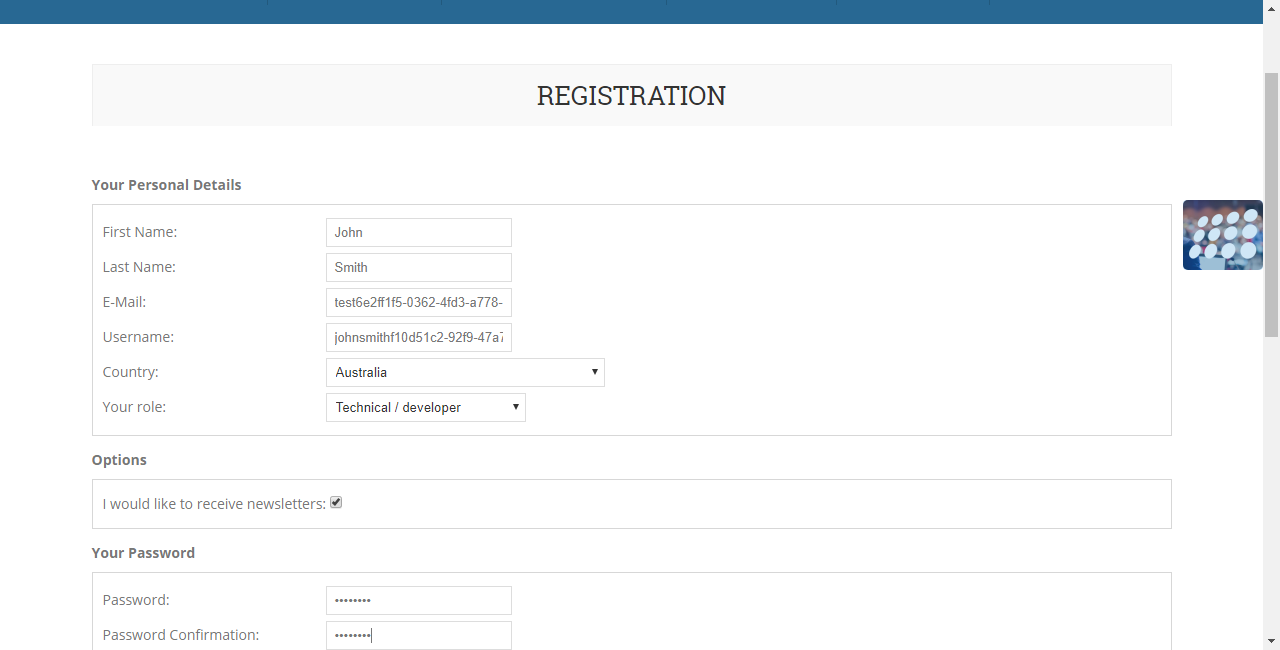 REGISTRATION
Your Personal Details
First Name: John
Last Name: Smith
E-Mail: test6e2ff1f5-0362-4fd3-a778-
Username: johnsmithf10d51c2-92f9-47a7
Country: Australia
Your role: Technical / developer
Options
I would like to receive newsletters:
Your Password
Password: ••••••••
Password Confirmation: ••••••••